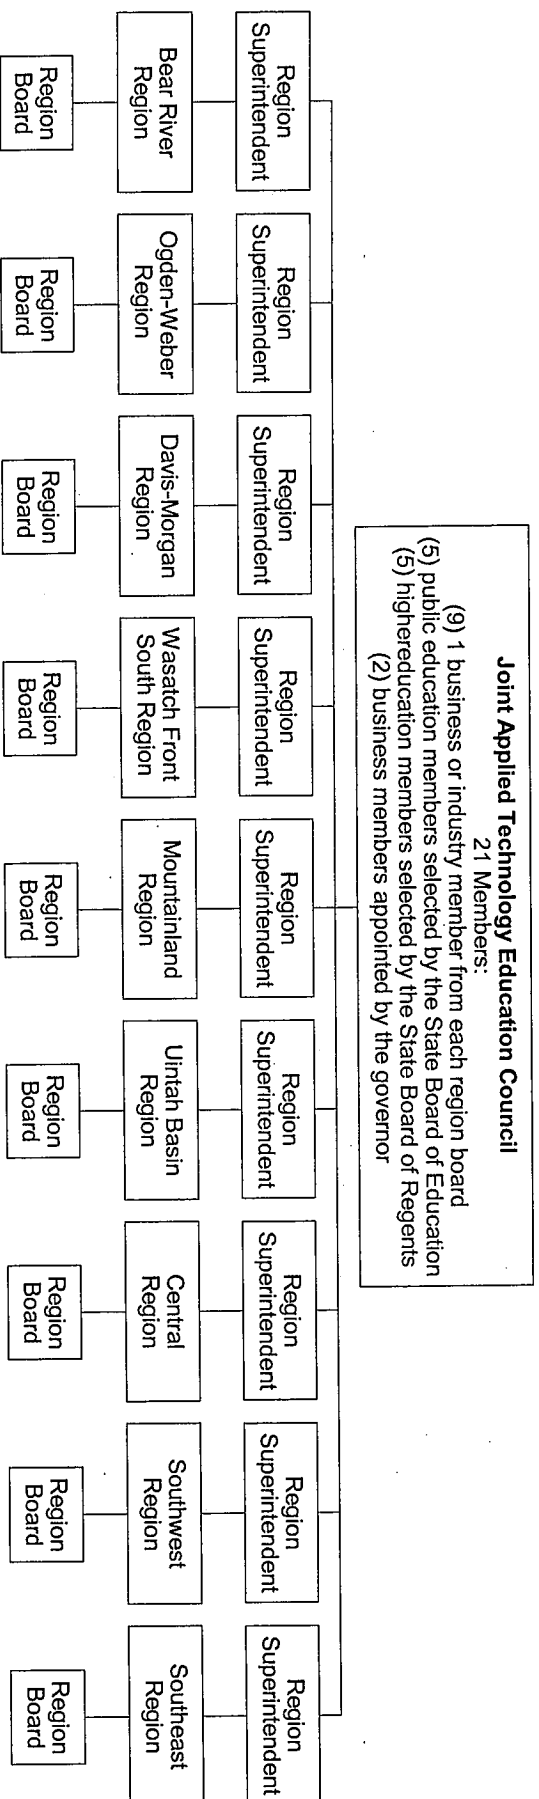 Joint Applied Technology Education Council
21 Members:
(9) 1 business or industry member from each region board
(5) public education members selected by the State Board of Education
(5) highereducation members selected by the State Board of Regents
(2) business members appointed by the governor
Region
Superintendent
Region
Superintendent
Region
Superintendent
Region
Superintendent
Region
Superintendent
Region
Superintendent
Region
Superintendent
Region
Superintendent
Region
Superintendent
Bear River
Region
Ogden-Weber
Region
Davis-Morgan
Region
Wasatch Front
South Region
Mountainland
Region
Uintah Basin
Region
Central
Region
Southwest
Region
Southeast
Region
Region
Board
Region
Board
Region
Board
Region
Board
Region
Board
Region
Board
Region
Board
Region
Board
Region
Board